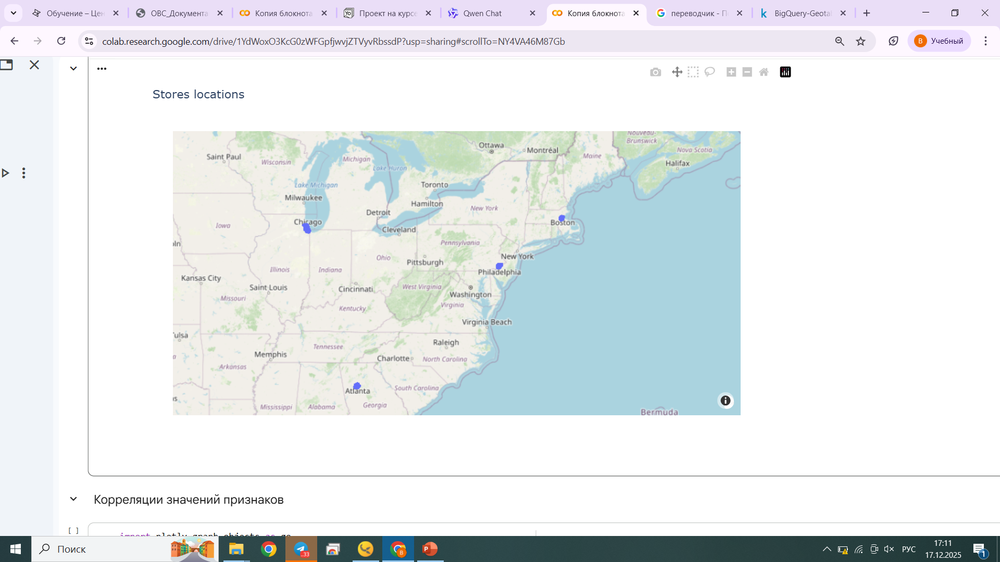 Обучение – Цен
ОВС_Документа
Копия блокнота
Проект на курсе
Qwen Chat
Копия блокнота
переводчик - П
BigQuery-Geota
colab.research.google.com/drive/1YdWoxO3KcG0zWFGpfjwvjZTVyvRbssdP?usp=sharing#scrollTo=NY4VA46M87Gb
В Учебный
Stores locations
Nouveau-
Brunswick
Ottawa
Montréal
Nova Scotia
Saint Paul
Wisconsin
Michigan
Maine
Halifax
Lake Huron
Lake Michigan
Toronto
Milwaukee
Hamilton
New York
Detroit
Chicago
Boston
Iowa
Cleveland
Pennsylvania
Ohio
New York
Pittsburgh
Illinois
Indiana
Philadelphia
Kansas City
Saint Louis
Cincinnati
West Virginia
Washington
Missouri
Virginia
Kentucky
Virginia Beach
ulsa
Raleigh
Tennessee
Memphis
Charlotte
North Carolina
Arkansas
Atlanta
South Carolina
Mississippi
Alabama
Georgia
Bermuda
Корреляции значений признаков
[ ]
import plotly.graph_objects as go
Поиск
..33
B
P
РУС
17:11
17.12.2025
1